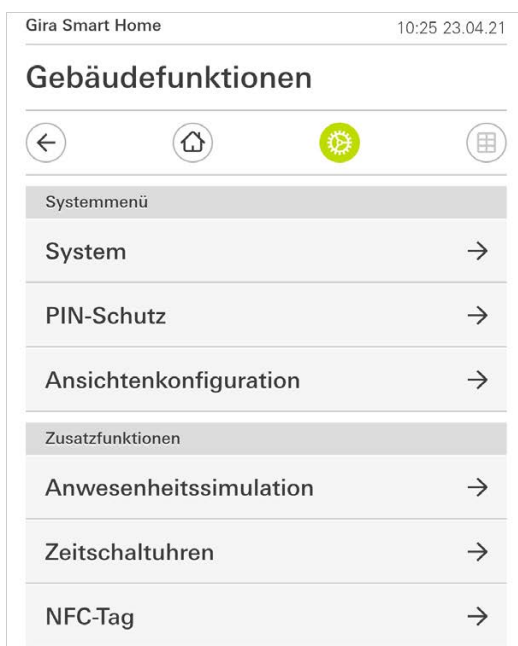 Gira Smart Home 10:25 23.04.21
Gebäudefunktionen
Systemmenü
System
PIN-Schutz
Ansichtenkonfiguration
Zusatzfunktionen
Anwesenheitssimulation
Zeitschaltuhren
NFC-Tag